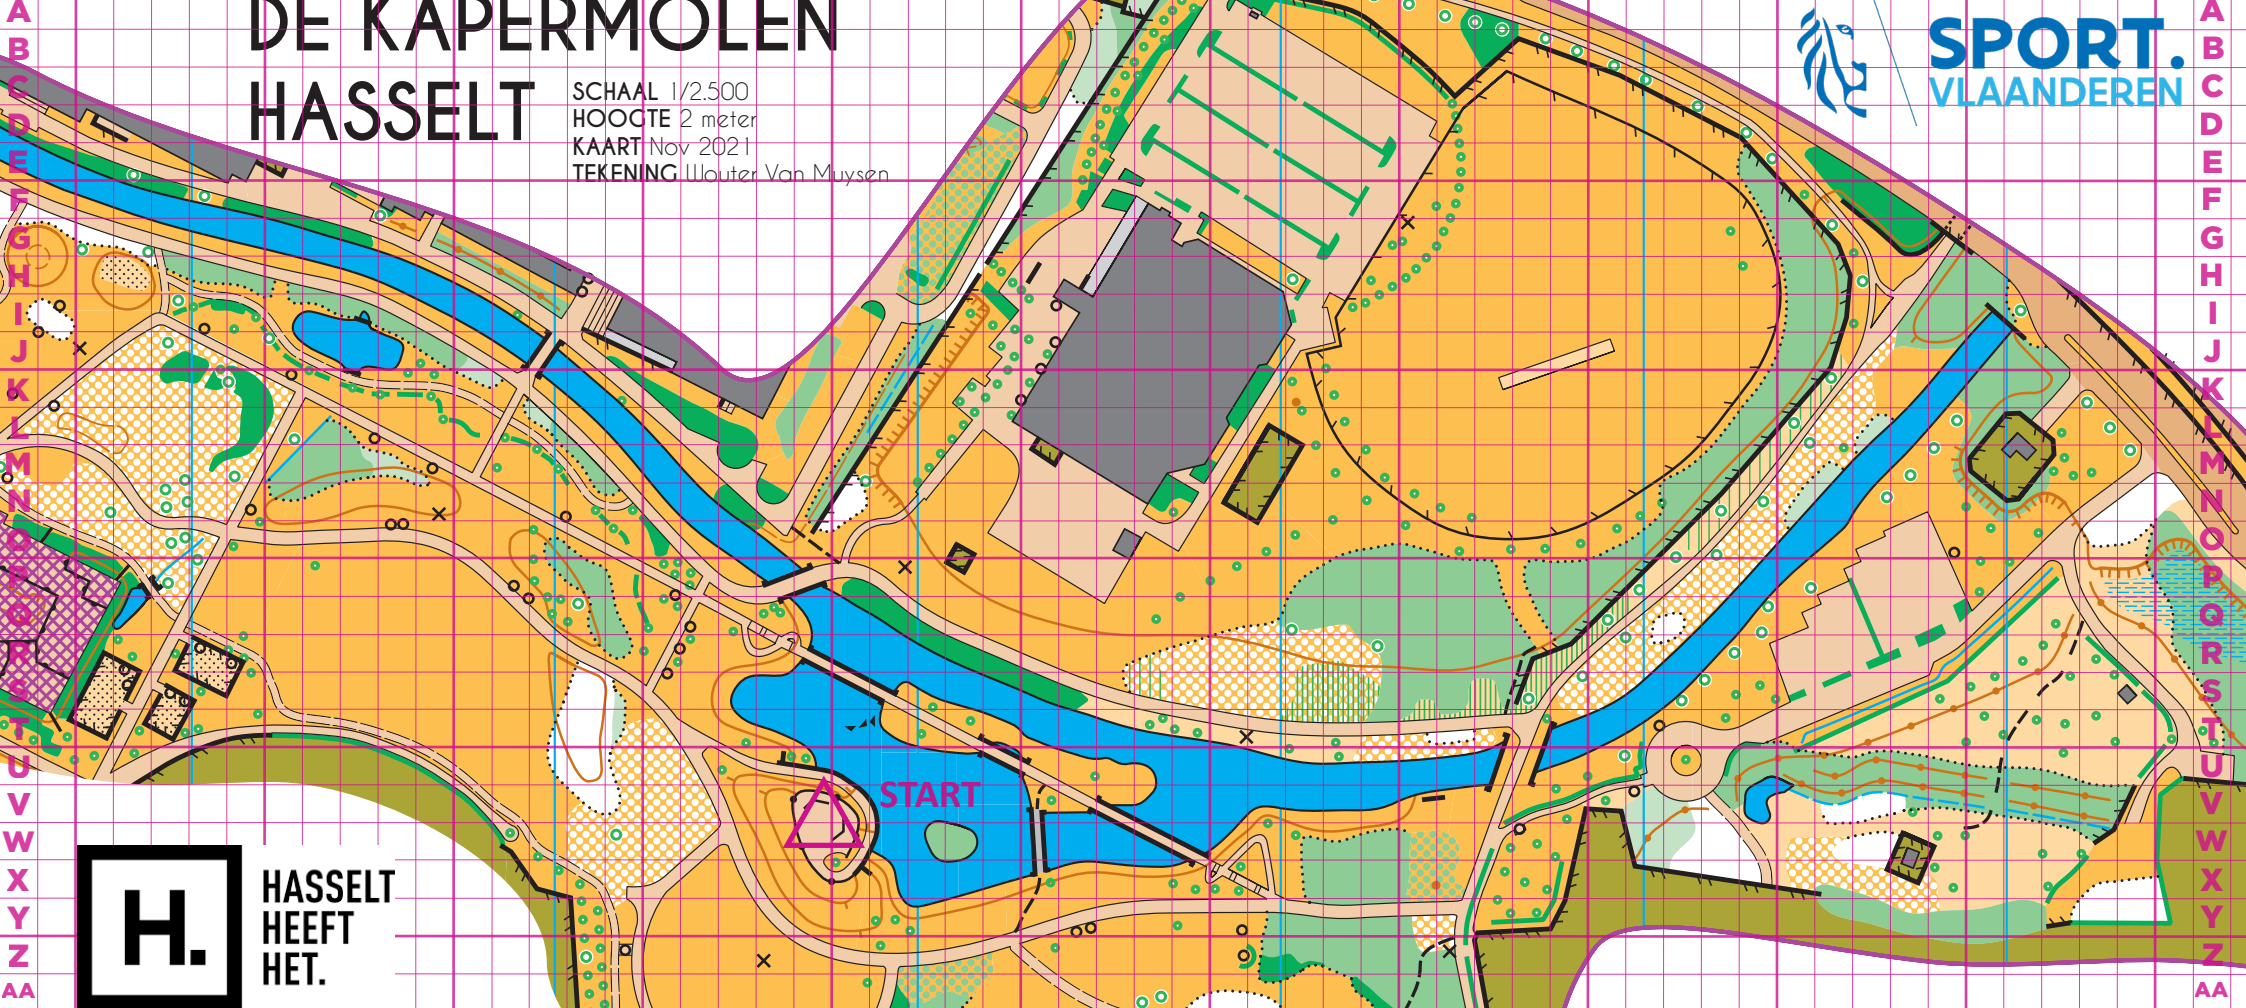 DE KAPERMOLEN
HASSELT
SCHAAL 1/2.500
HOOGTE 2 meter
KAART Nov 2021
TEKENING Wouter Van Muysen
SPORT.
VLAANDEREN
A
B
C
D
E
F
G
H
I
J
K
L
M
N
O
P
Q
R
S
T
U
V
W
X
Y
Z
AA
START
H.
HASSELT
HEEFT
HET.
A
B
C
D
E
F
G
H
I
J
K
L
M
N
O
P
Q
R
S
T
U
V
W
X
Y
Z
AA